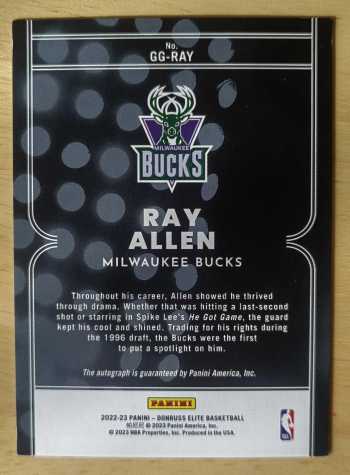 No.
GG-RAY
MILWAUKEE
BUCKS
RAY
ALLEN
MILWAUKEE BUCKS
Throughout his career, Allen showed he thrived
through drama. Whether that was hitting a last-second
shot or starring in Spike Lee's He Got Game, the guard
kept his cool and shined. Trading for his rights during
the 1996 draft, the Bucks were the first
to put a spotlight on him.
The autograph is guaranteed by Panini America, Inc.
PANINI
2022-23 PANINI – DONRUSS ELITE BASKETBALL
© 2023 Panini America, Inc.
© 2023 NBA Properties, Inc. Produced in the USA.